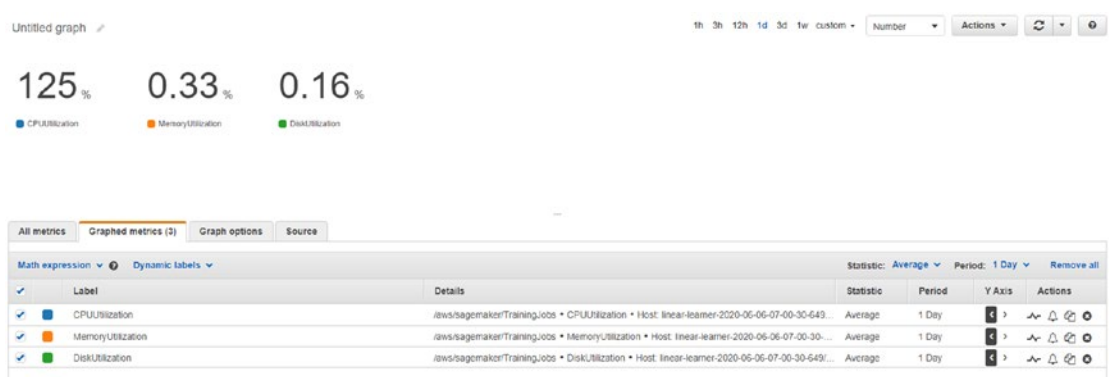 Untitled graph
1h 3h 12h 1d 3d 1w custom Number Actions
125 % 0.33 % 0.16 %
CPUUtilization MemoryUtilization DiskUtilization
All metrics Graphed metrics (3) Graph options Source
Math expression Dynamic labels Statistic: Average Period: 1 Day Remove all
Label Details Statistic Period Y Axis Actions
CPUUtilization /aws/sagemaker/TrainingJobs • CPUUtilization • Host: linear-learner-2020-06-06-07-00-30-649... Average 1 Day
MemoryUtilization /aws/sagemaker/TrainingJobs • MemoryUtilization • Host: linear-learner-2020-06-06-07-00-30-... Average 1 Day
DiskUtilization /aws/sagemaker/TrainingJobs • DiskUtilization • Host: linear-learner-2020-06-06-07-00-30-649/... Average 1 Day